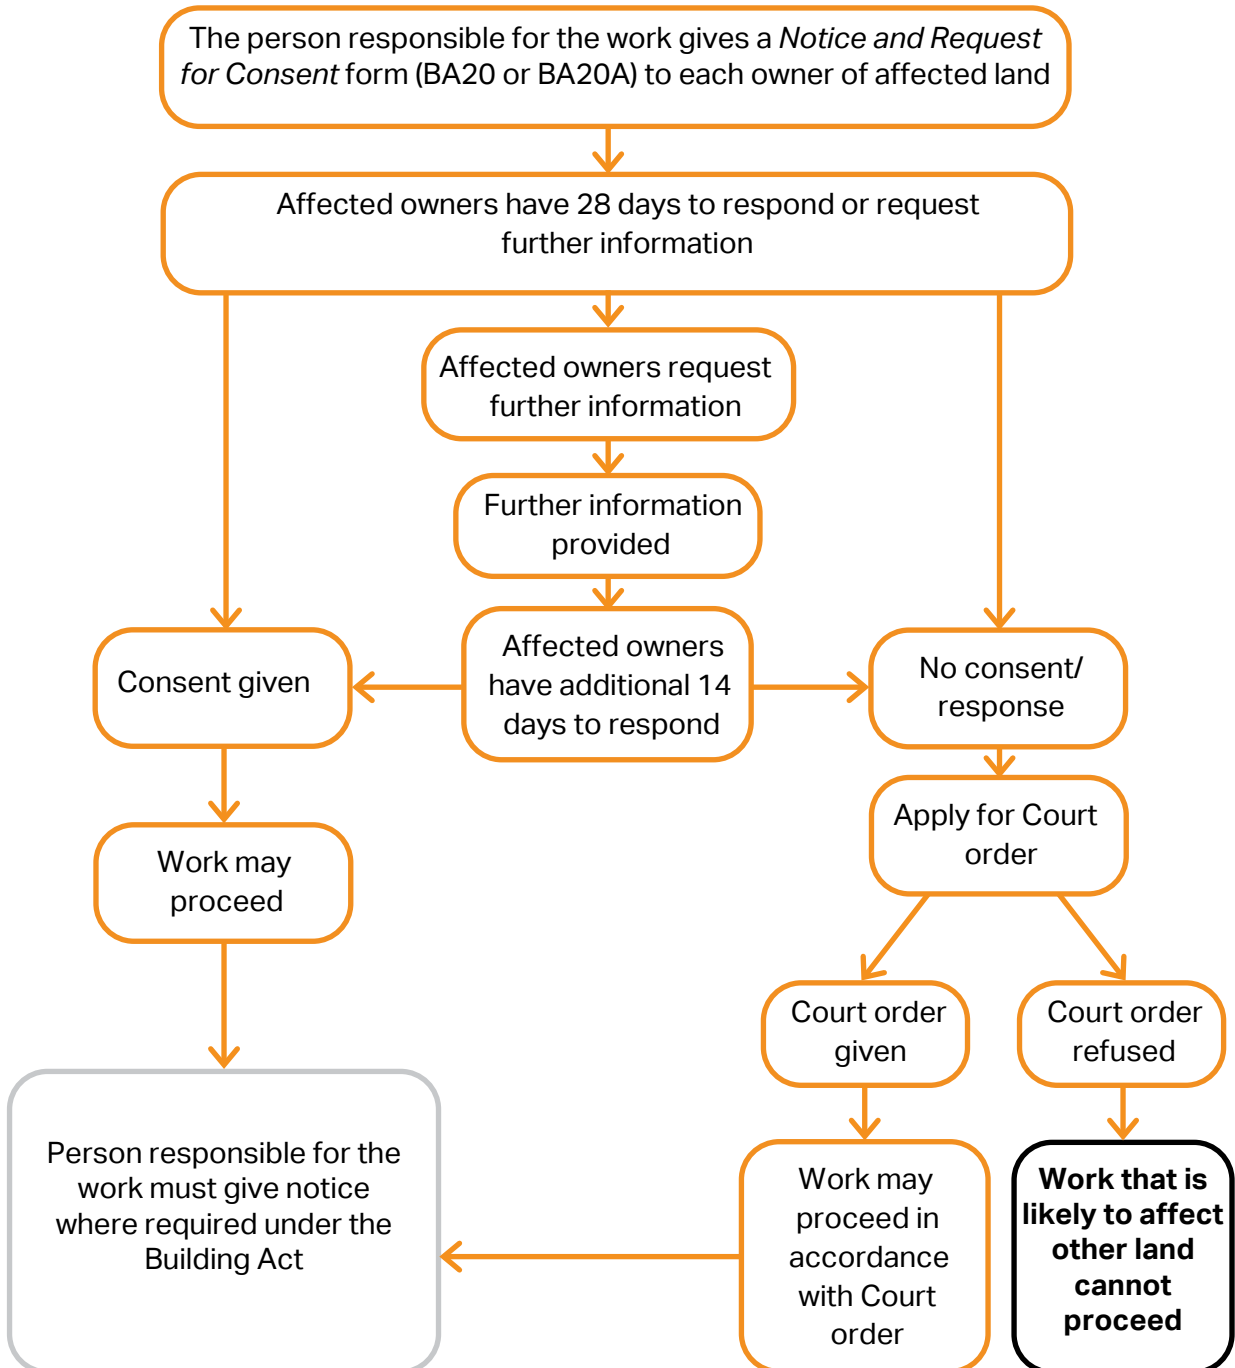 The person responsible for the work gives a Notice and Request
for Consent form (BA20 or BA20A) to each owner of affected land
Affected owners have 28 days to respond or request
further information
Affected owners request
further information
Further information
provided
Affected owners
have additional 14
days to respond
Consent given
No consent/
response
Work may
proceed
Apply for Court
order
Court order
given
Court order
refused
Person responsible for the
work must give notice
where required under the
Building Act
Work may
proceed in
accordance
with Court
order
Work that is
likely to affect
other land
cannot
proceed